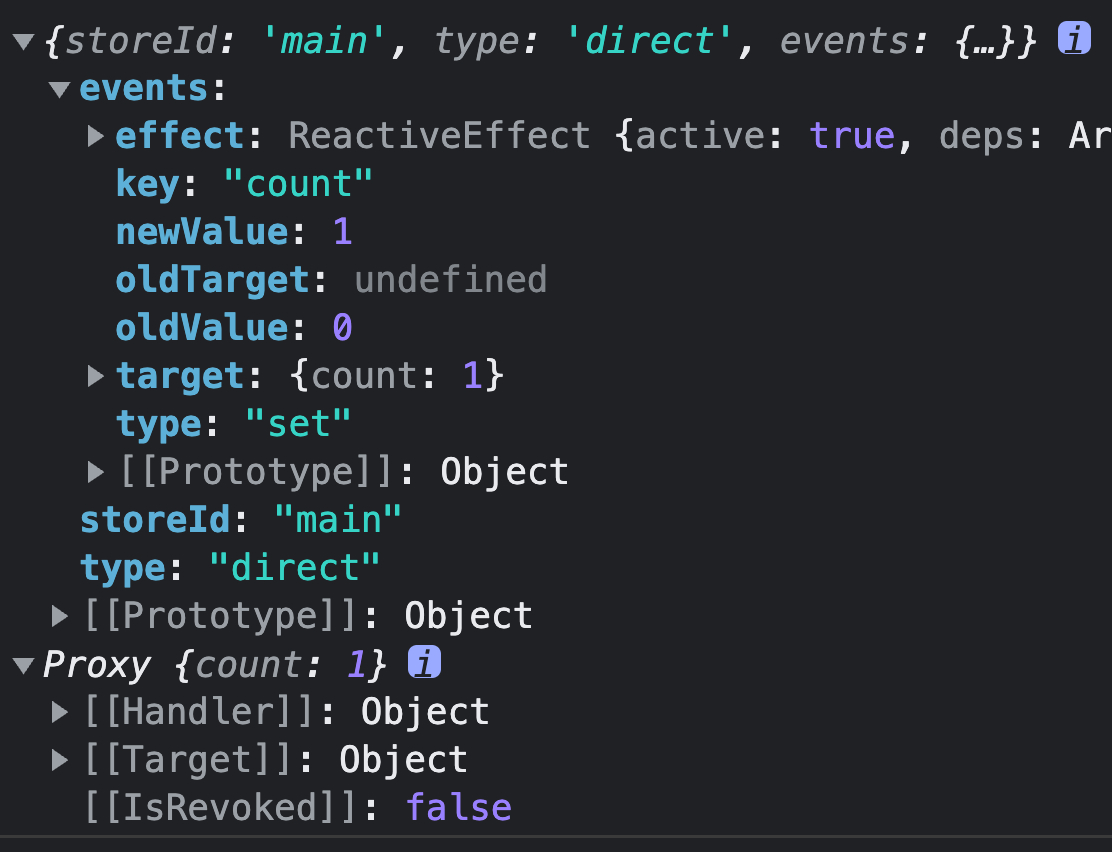 {storeId: 'main', type: 'direct', events: {…}} i
events:
effect: ReactiveEffect {active: true, deps: Ar
key: "count"
newValue: 1
oldTarget: undefined
oldValue: 0
target: {count: 1}
type: "set"
[[Prototype]]: Object
storeId: "main"
type: "direct"
[[Prototype]]: Object
Proxy {count: 1} i
[[Handler]]: Object
[[Target]]: Object
[[IsRevoked]]: false